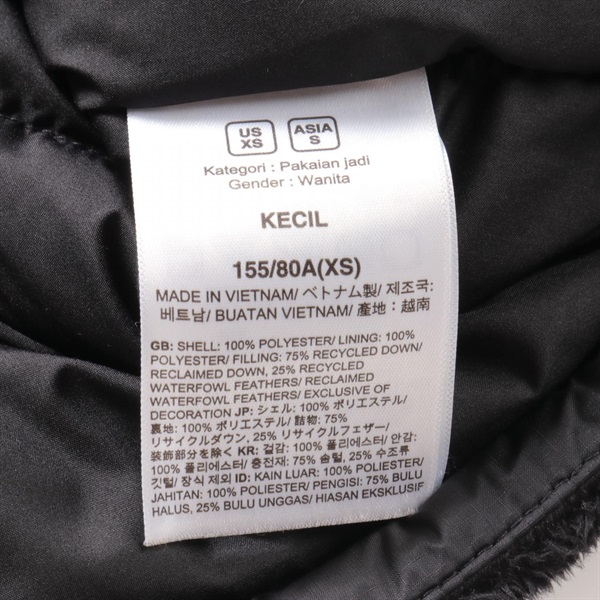 US XS
ASIA S
Kategori : Pakaian jadi
Gender : Wanita
KECIL
155/80A(XS)
MADE IN VIETNAM/ ベトナム製/ 제조국:
베트남/ BUATAN VIETNAM/ 產地：越南
GB: SHELL: 100% POLYESTER/ LINING: 100%
POLYESTER/ FILLING: 75% RECYCLED DOWN/
RECLAIMED DOWN, 25% RECYCLED
WATERFOWL FEATHERS/ RECLAIMED
WATERFOWL FEATHERS/ EXCLUSIVE OF
DECORATION JP: シェル: 100% ポリエステル/
裏地: 100% ポリエステル/ 詰物: 75%
リサイクルダウン, 25% リサイクルフェザー/
装飾部分を除く KR: 겉감: 100% 폴리에스터/ 안감:
100% 폴리에스터/ 충전재: 75% 솜털, 25% 수조류
깃털/ 장식 제외 ID: KAIN LUAR: 100% POLIESTER/
JAHITAN: 100% POLIESTER/ PENGISI: 75% BULU
HALUS, 25% BULU UNGGAS/ HIASAN EKSKLUSIF